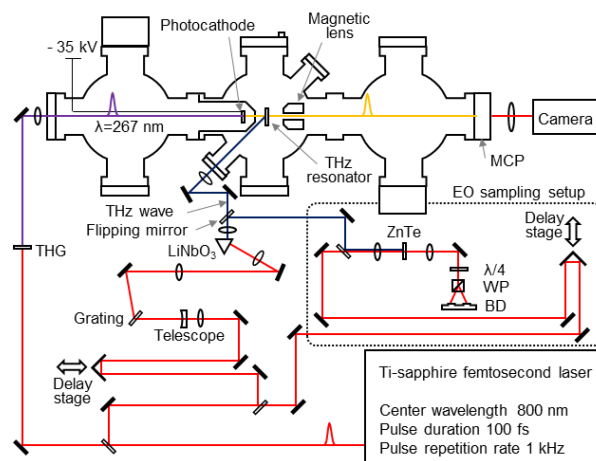 Photocathode
Magnetic
lens
- 35 kV
λ=267 nm
Camera
MCP
THz
resonator
THz wave
Flipping mirror
EO sampling setup
LiNbO3
ZnTe
Delay
stage
THG
λ/4
WP
BD
Grating
Telescope
Delay
stage
Ti-sapphire femtosecond laser
Center wavelength 800 nm
Pulse duration 100 fs
Pulse repetition rate 1 kHz